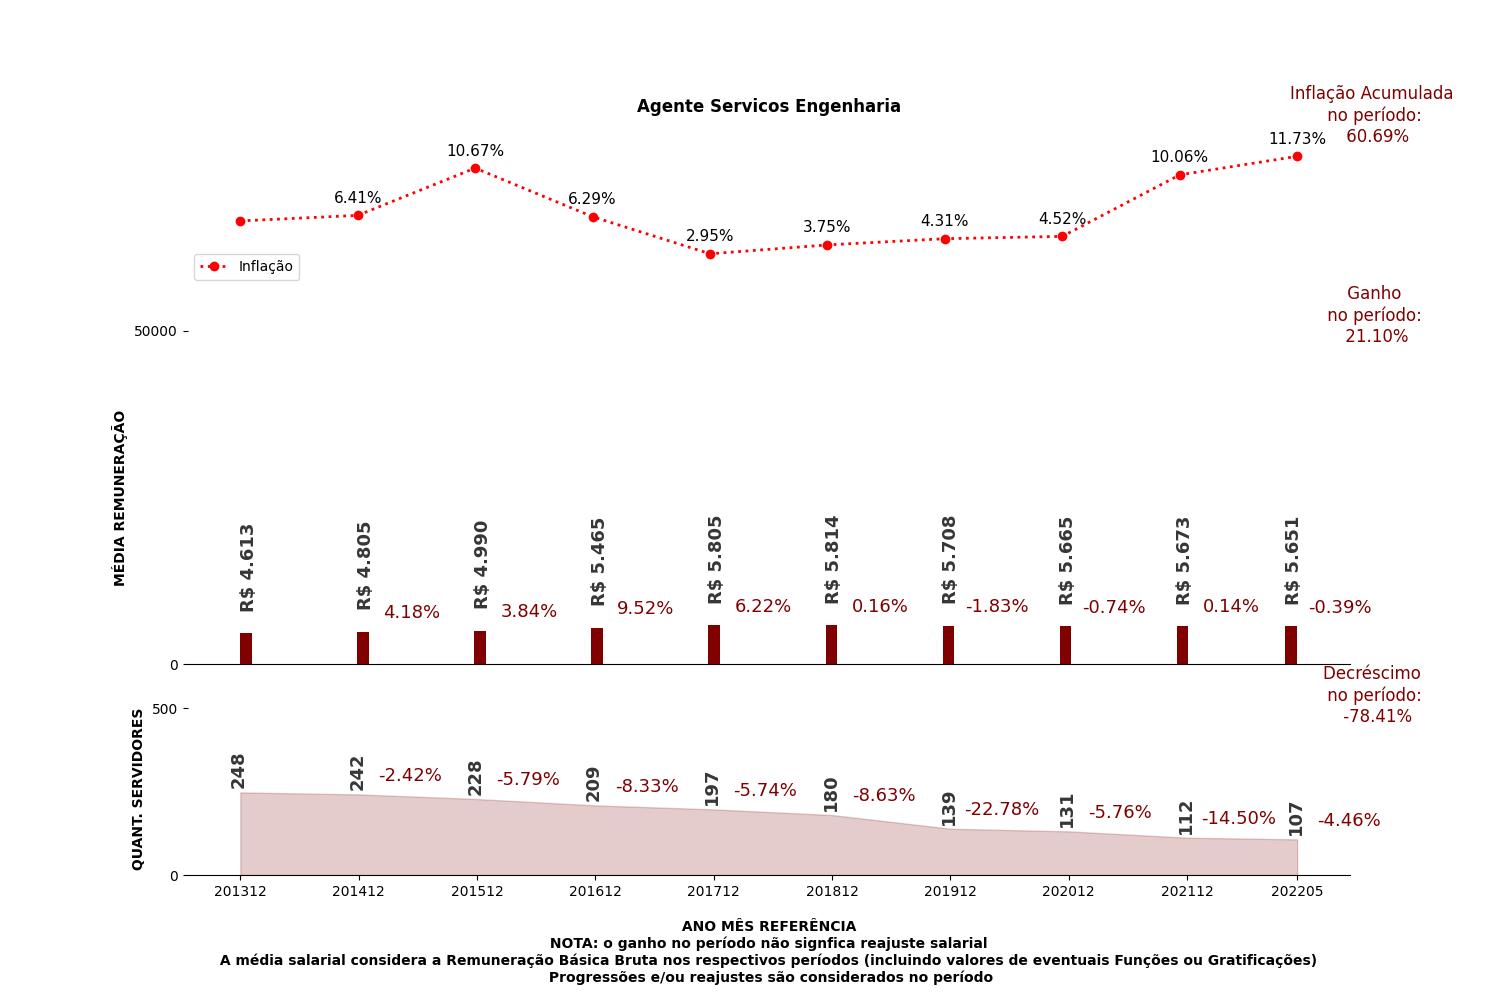 Agente Servicos Engenharia
Inflação Acumulada
no período:
60.69%
6.41%
10.67%
6.29%
2.95%
3.75%
4.31%
4.52%
10.06%
11.73%
Inflação
Ganho
no período:
21.10%
50000
0
MÉDIA REMUNERAÇÃO
R$ 4.613
R$ 4.805
R$ 4.990
R$ 5.465
R$ 5.805
R$ 5.814
R$ 5.708
R$ 5.665
R$ 5.673
R$ 5.651
4.18%
3.84%
9.52%
6.22%
0.16%
-1.83%
-0.74%
0.14%
-0.39%
Decréscimo
no período:
-78.41%
500
0
QUANT. SERVIDORES
248
242
228
209
197
180
139
131
112
107
-2.42%
-5.79%
-8.33%
-5.74%
-8.63%
-22.78%
-5.76%
-14.50%
-4.46%
201312
201412
201512
201612
201712
201812
201912
202012
202112
202205
ANO MÊS REFERÊNCIA
NOTA: o ganho no período não signfica reajuste salarial
A média salarial considera a Remuneração Básica Bruta nos respectivos períodos (incluindo valores de eventuais Funções ou Gratificações)
Progressões e/ou reajustes são considerados no período